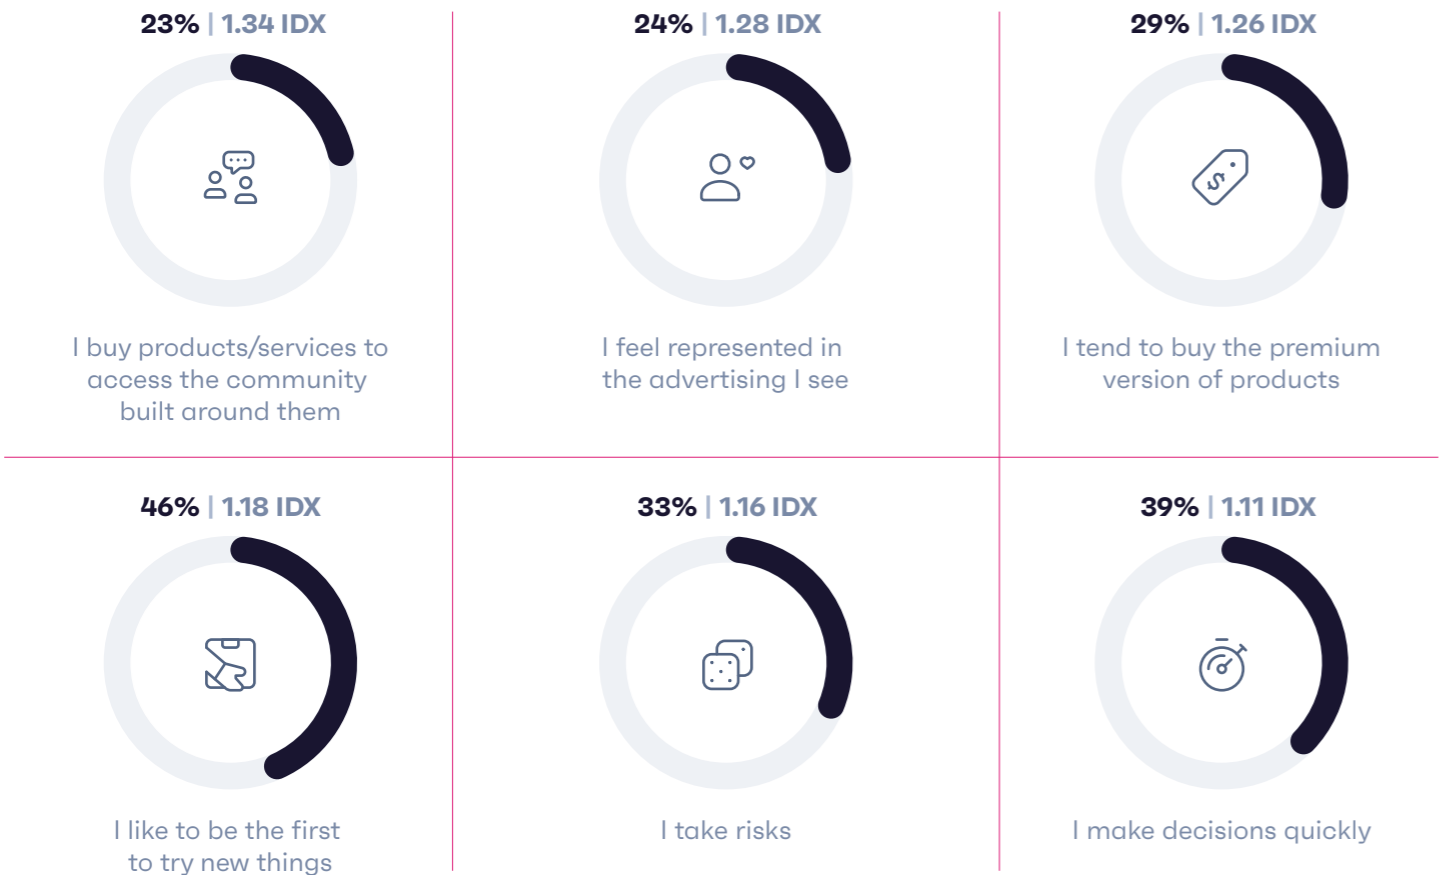 23% | 1.34 IDX
I buy products/services to
access the community
built around them
24% | 1.28 IDX
I feel represented in
the advertising I see
29% | 1.26 IDX
$
I tend to buy the premium
version of products
46% | 1.18 IDX
I like to be the first
to try new things
33% | 1.16 IDX
I take risks
39% | 1.11 IDX
I make decisions quickly